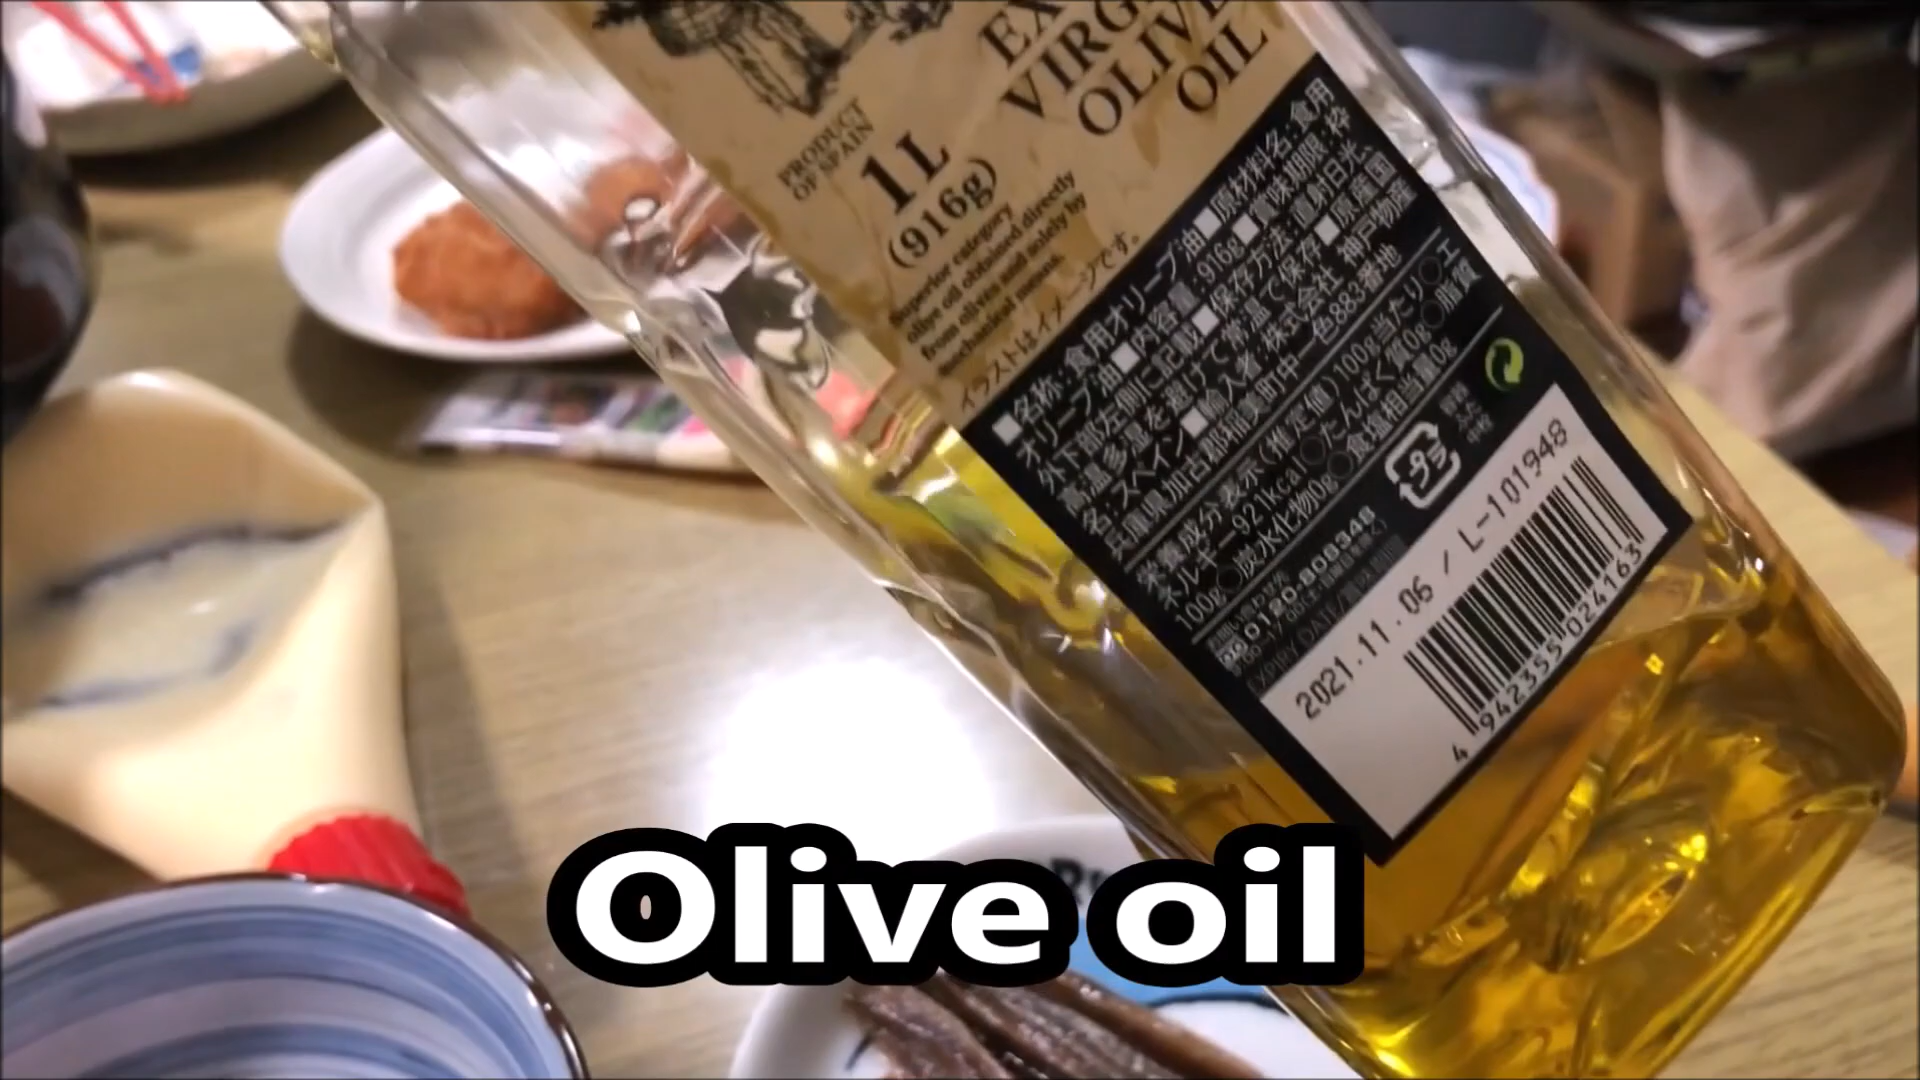 EX
VIRG
OLIVE
OIL
PRODUCT
OF SPAIN
1L
(916g)
Superior category
olive oil obtained directly
from olives and solely by
mechanical means.
イラストはイメージです。
■名称:食用オリーブ油■原材料名:食用
オリーブ油■内容量:916g■賞味期限:枠
外下部左側に記載■保存方法:直射日光、
高温多湿を避けて常温で保存■原産国
名:スペイン■輸入者:株式会社 神戸物産
兵庫県加古郡稲美町中一色883番地
栄養成分表示(推定値)100g当たり○エ
ネルギー921kcal○たんぱく質0g○脂質
100g○炭水化物0g○食塩相当量0g
0120-808348
EXPIRY DATE/
プラ
2021.11.06 / L-101948
4 942355 024163
Olive oil